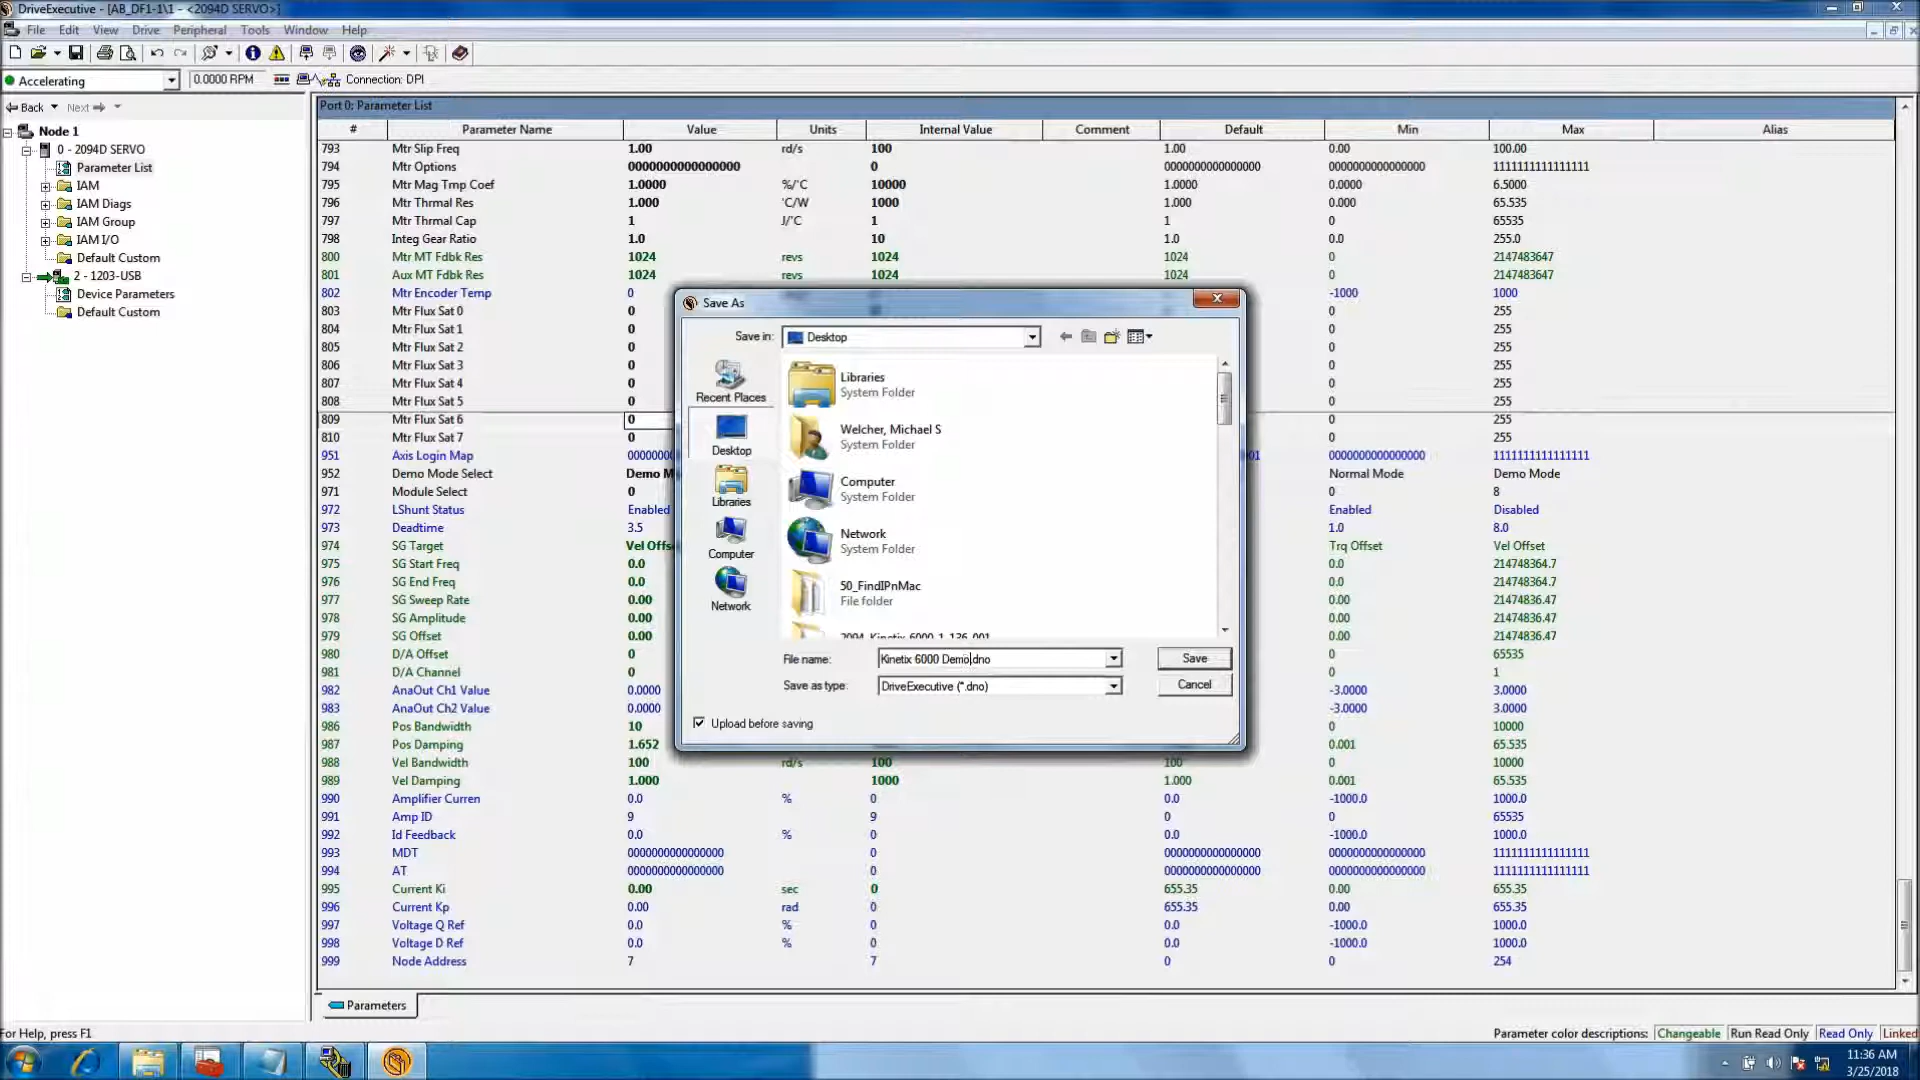 DriveExecutive - [AB_DF1-1\1 - <2094D SERVO>]
File Edit View Drive Peripheral Tools Window Help
Accelerating 0.0000 RPM Connection: DPI
Back Next
Node 1
0 - 2094D SERVO
Parameter List
IAM
IAM Diags
IAM Group
IAM I/O
Default Custom
2 - 1203-USB
Device Parameters
Default Custom
Port 0: Parameter List
# Parameter Name Value Units Internal Value Comment Default Min Max Alias
793 Mtr Slip Freq 1.00 rd/s 100 1.00 0.00 100.00
794 Mtr Options 0000000000000000 0 0000000000000000 0000000000000000 1111111111111111
795 Mtr Mag Tmp Coef 1.0000 %/°C 10000 1.0000 0.0000 6.5000
796 Mtr Thrmal Res 1.000 °C/W 1000 1.000 0.000 65.535
797 Mtr Thrmal Cap 1 J/°C 1 1 0 65535
798 Integ Gear Ratio 1.0 10 1.0 0.0 255.0
800 Mtr MT Fdbk Res 1024 revs 1024 1024 0 2147483647
801 Aux MT Fdbk Res 1024 revs 1024 1024 0 2147483647
802 Mtr Encoder Temp 0 -1000 1000
803 Mtr Flux Sat 0 0 0 255
804 Mtr Flux Sat 1 0 0 255
805 Mtr Flux Sat 2 0 0 255
806 Mtr Flux Sat 3 0 0 255
807 Mtr Flux Sat 4 0 0 255
808 Mtr Flux Sat 5 0 0 255
809 Mtr Flux Sat 6 0 0 255
810 Mtr Flux Sat 7 0 0 255
951 Axis Login Map 0000000 01 0000000000000000 1111111111111111
952 Demo Mode Select Demo M Normal Mode Demo Mode
971 Module Select 0 0 8
972 LShunt Status Enabled Enabled Disabled
973 Deadtime 3.5 1.0 8.0
974 SG Target Vel Offs Trq Offset Vel Offset
975 SG Start Freq 0.0 0.0 214748364.7
976 SG End Freq 0.0 0.0 214748364.7
977 SG Sweep Rate 0.00 0.00 21474836.47
978 SG Amplitude 0.00 0.00 21474836.47
979 SG Offset 0.00 0.00 21474836.47
980 D/A Offset 0 0 65535
981 D/A Channel 0 0 1
982 AnaOut Ch1 Value 0.0000 -3.0000 3.0000
983 AnaOut Ch2 Value 0.0000 -3.0000 3.0000
986 Pos Bandwidth 10 0 10000
987 Pos Damping 1.652 0.001 65.535
988 Vel Bandwidth 100 rd/s 100 100 0 10000
989 Vel Damping 1.000 1000 1.000 0.001 65.535
990 Amplifier Curren 0.0 % 0 0.0 -1000.0 1000.0
991 Amp ID 9 9 0 0 65535
992 Id Feedback 0.0 % 0 0.0 -1000.0 1000.0
993 MDT 0000000000000000 0 0000000000000000 0000000000000000 1111111111111111
994 AT 0000000000000000 0 0000000000000000 0000000000000000 1111111111111111
995 Current Ki 0.00 sec 0 655.35 0.00 655.35
996 Current Kp 0.00 rad 0 655.35 0.00 655.35
997 Voltage Q Ref 0.0 % 0 0.0 -1000.0 1000.0
998 Voltage D Ref 0.0 % 0 0.0 -1000.0 1000.0
999 Node Address 7 7 0 0 254
Save As
Save in: Desktop
Recent Places
Desktop
Libraries
Computer
Network
Libraries
System Folder
Welcher, Michael S
System Folder
Computer
System Folder
Network
System Folder
50_FindIPnMac
File folder
2094_Kinetix 6000_1_136_001
File name: Kinetix 6000 Demo.dno Save
Save as type: DriveExecutive (*.dno) Cancel
Upload before saving
Parameters
For Help, press F1 Parameter color descriptions: Changeable Run Read Only Read Only Linked
11:36 AM
3/25/2018